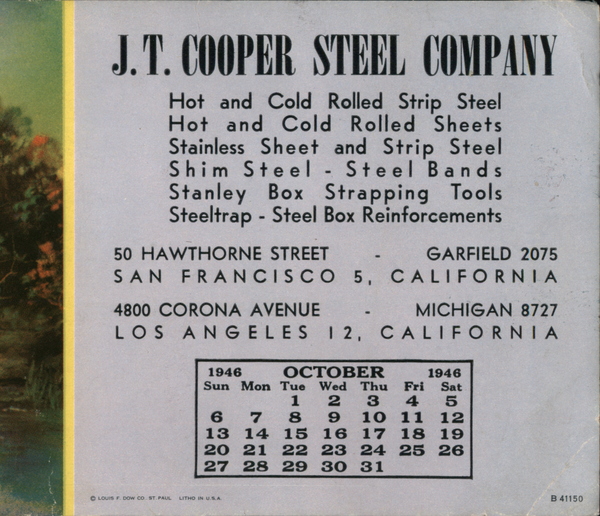 J. T. COOPER STEEL COMPANY
Hot and Cold Rolled Strip Steel
Hot and Cold Rolled Sheets
Stainless Sheet and Strip Steel
Shim Steel - Steel Bands
Stanley Box Strapping Tools
Steeltrap - Steel Box Reinforcements
50 HAWTHORNE STREET - GARFIELD 2075
SAN FRANCISCO 5, CALIFORNIA
4800 CORONA AVENUE - MICHIGAN 8727
LOS ANGELES 12, CALIFORNIA
1946 OCTOBER 1946
Sun Mon Tue Wed Thu Fri Sat
1 2 3 4 5
6 7 8 9 10 11 12
13 14 15 16 17 18 19
20 21 22 23 24 25 26
27 28 29 30 31
© LOUIS F. DOW CO. ST. PAUL LITHO IN U.S.A. B 41150